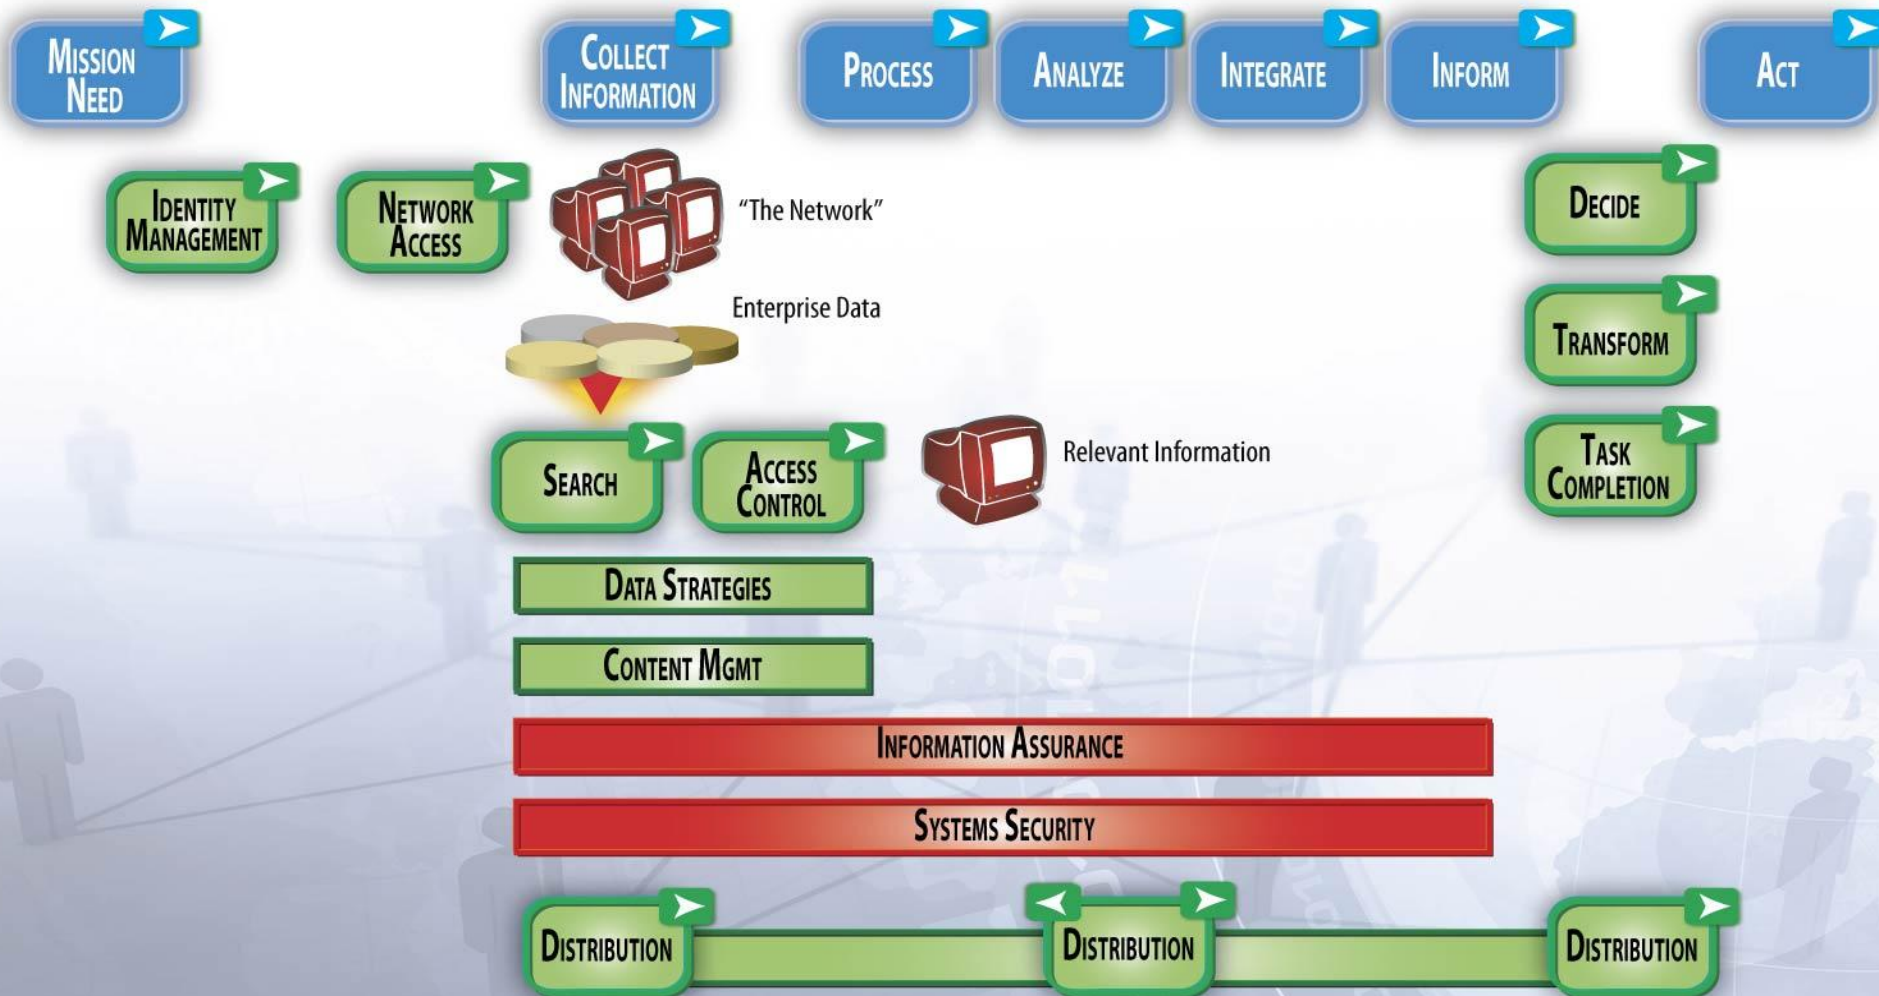 MISSION
NEED
COLLECT
INFORMATION
PROCESS
ANALYZE
INTEGRATE
INFORM
ACT
IDENTITY
MANAGEMENT
NETWORK
ACCESS
"The Network"
DECIDE
Enterprise Data
TRANSFORM
SEARCH
ACCESS
CONTROL
Relevant Information
TASK
COMPLETION
DATA STRATEGIES
CONTENT MGMT
INFORMATION ASSURANCE
SYSTEMS SECURITY
DISTRIBUTION
DISTRIBUTION
DISTRIBUTION